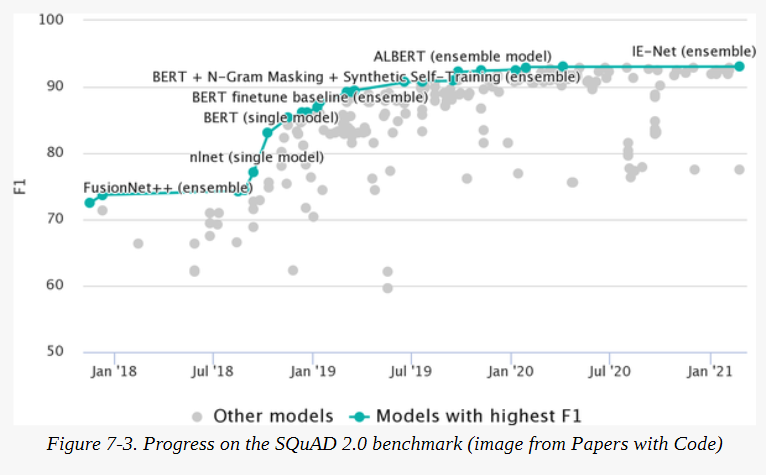 100
90
80
70
60
50
F1
ALBERT (ensemble model)
IE-Net (ensemble)
BERT + N-Gram Masking + Synthetic Self-Training (ensemble)
BERT finetune baseline (ensemble)
BERT (single model)
nlnet (single model)
FusionNet++ (ensemble)
Jan '18 Jul '18 Jan '19 Jul '19 Jan '20 Jul '20 Jan '21
Other models Models with highest F1
Figure 7-3. Progress on the SQuAD 2.0 benchmark (image from Papers with Code)